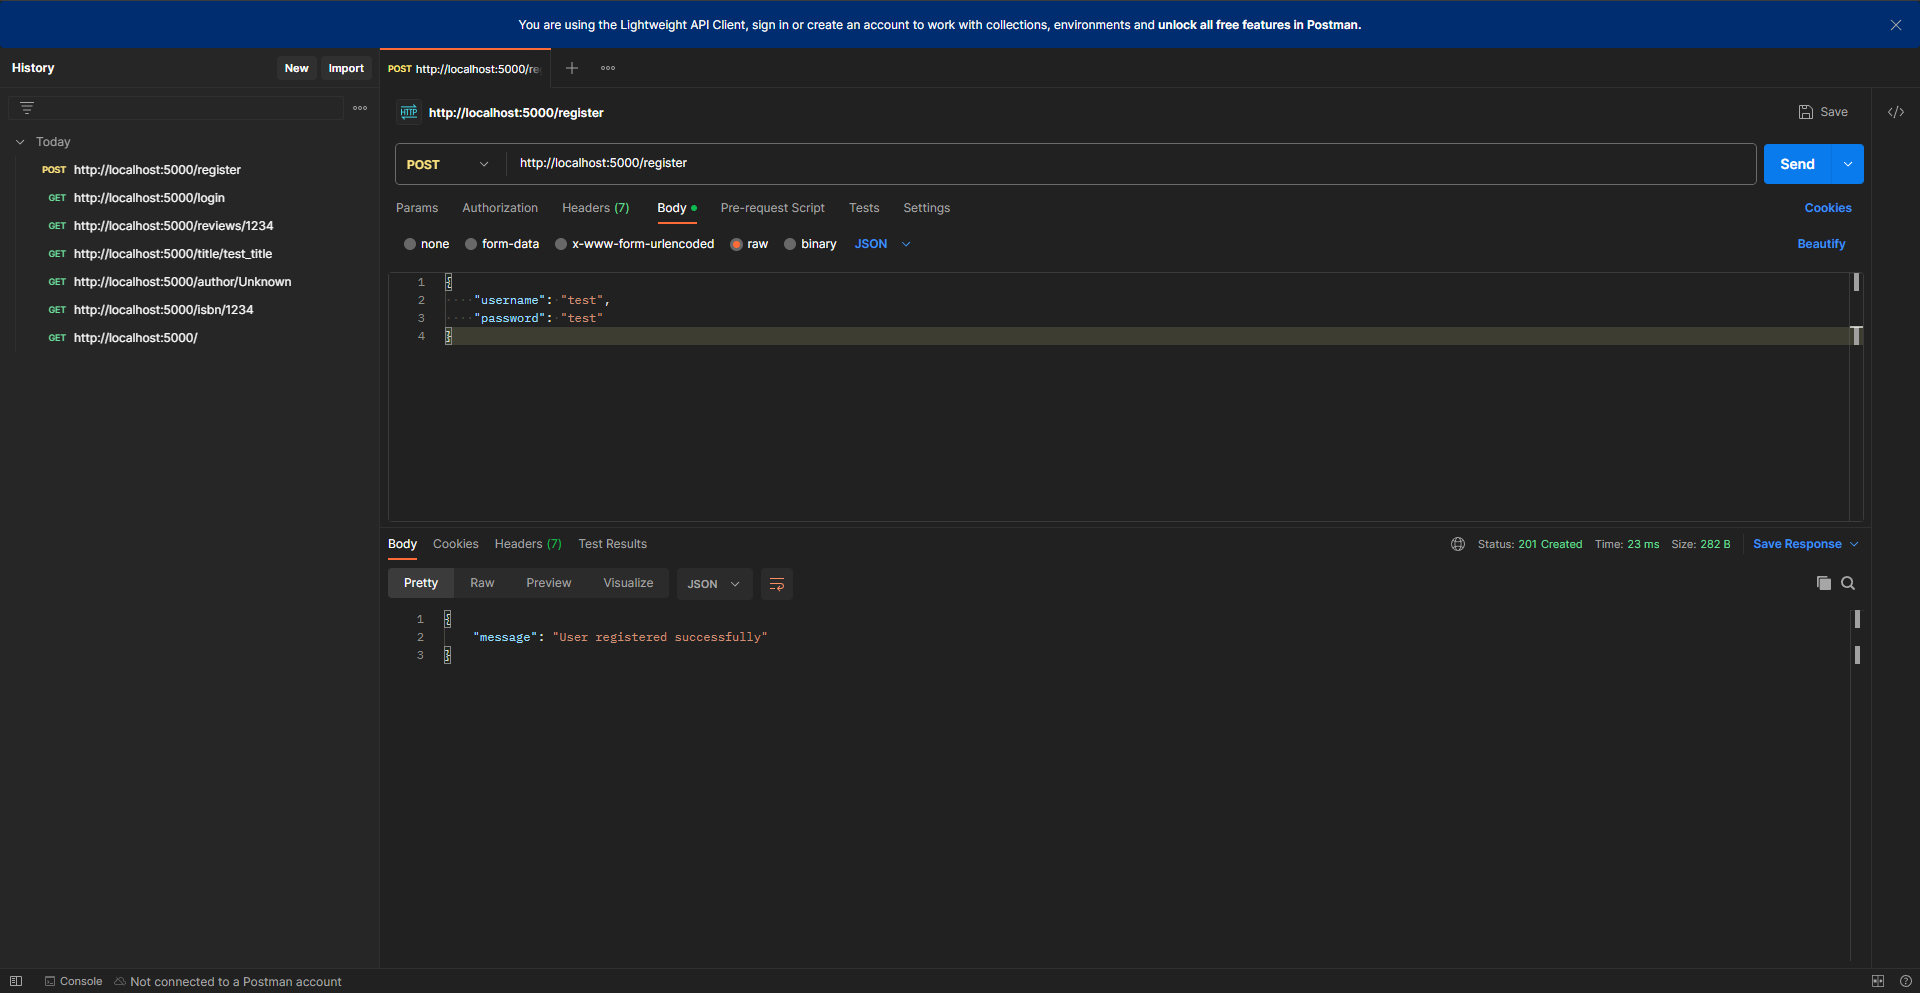 You are using the Lightweight API Client, sign in or create an account to work with collections, environments and unlock all free features in Postman.
History
New
Import
POST http://localhost:5000/re
Today
POST http://localhost:5000/register
GET http://localhost:5000/login
GET http://localhost:5000/reviews/1234
GET http://localhost:5000/title/test_title
GET http://localhost:5000/author/Unknown
GET http://localhost:5000/isbn/1234
GET http://localhost:5000/
HTTP http://localhost:5000/register
Save
</>
POST http://localhost:5000/register
Send
Params Authorization Headers (7) Body Pre-request Script Tests Settings
Cookies
none form-data x-www-form-urlencoded raw binary JSON
Beautify
1 {
2 "username": "test",
3 "password": "test"
4 }
Body Cookies Headers (7) Test Results
Status: 201 Created Time: 23 ms Size: 282 B
Save Response
Pretty Raw Preview Visualize JSON
1 {
2 "message": "User registered successfully"
3 }
Console Not connected to a Postman account